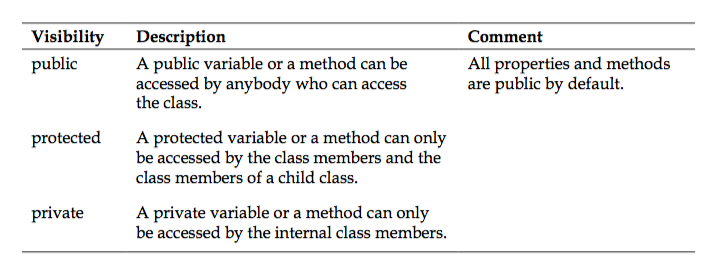 Visibility Description Comment
public A public variable or a method can be All properties and methods
accessed by anybody who can access are public by default.
the class.
protected A protected variable or a method can only
be accessed by the class members and the
class members of a child class.
private A private variable or a method can only
be accessed by the internal class members.